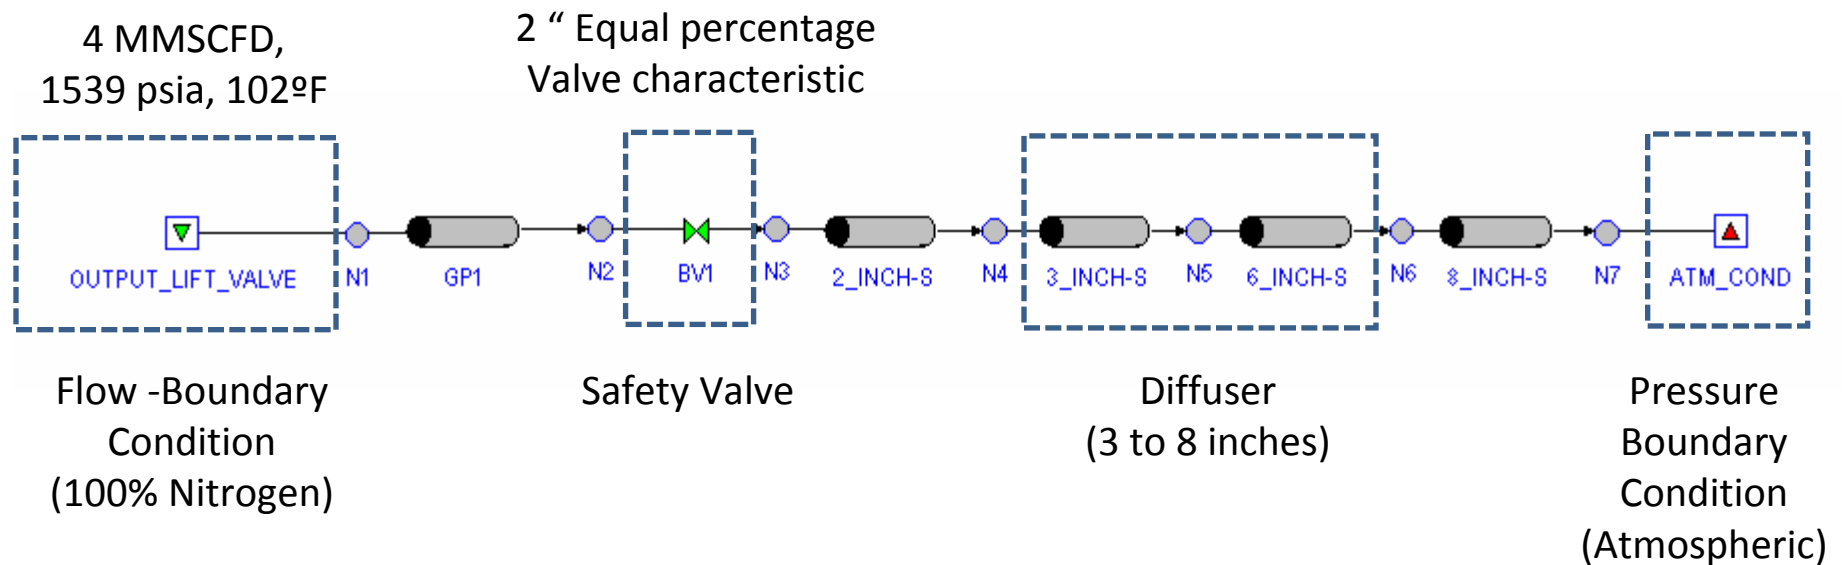 4 MMSCFD,
1539 psia, 102ºF
2 “ Equal percentage
Valve characteristic
OUTPUT_LIFT_VALVE
N1
GP1
N2
BV1
N3
2_INCH-S
N4
3_INCH-S
N5
6_INCH-S
N6
8_INCH-S
N7
ATM_COND
Flow -Boundary
Condition
(100% Nitrogen)
Safety Valve
Diffuser
(3 to 8 inches)
Pressure
Boundary
Condition
(Atmospheric)